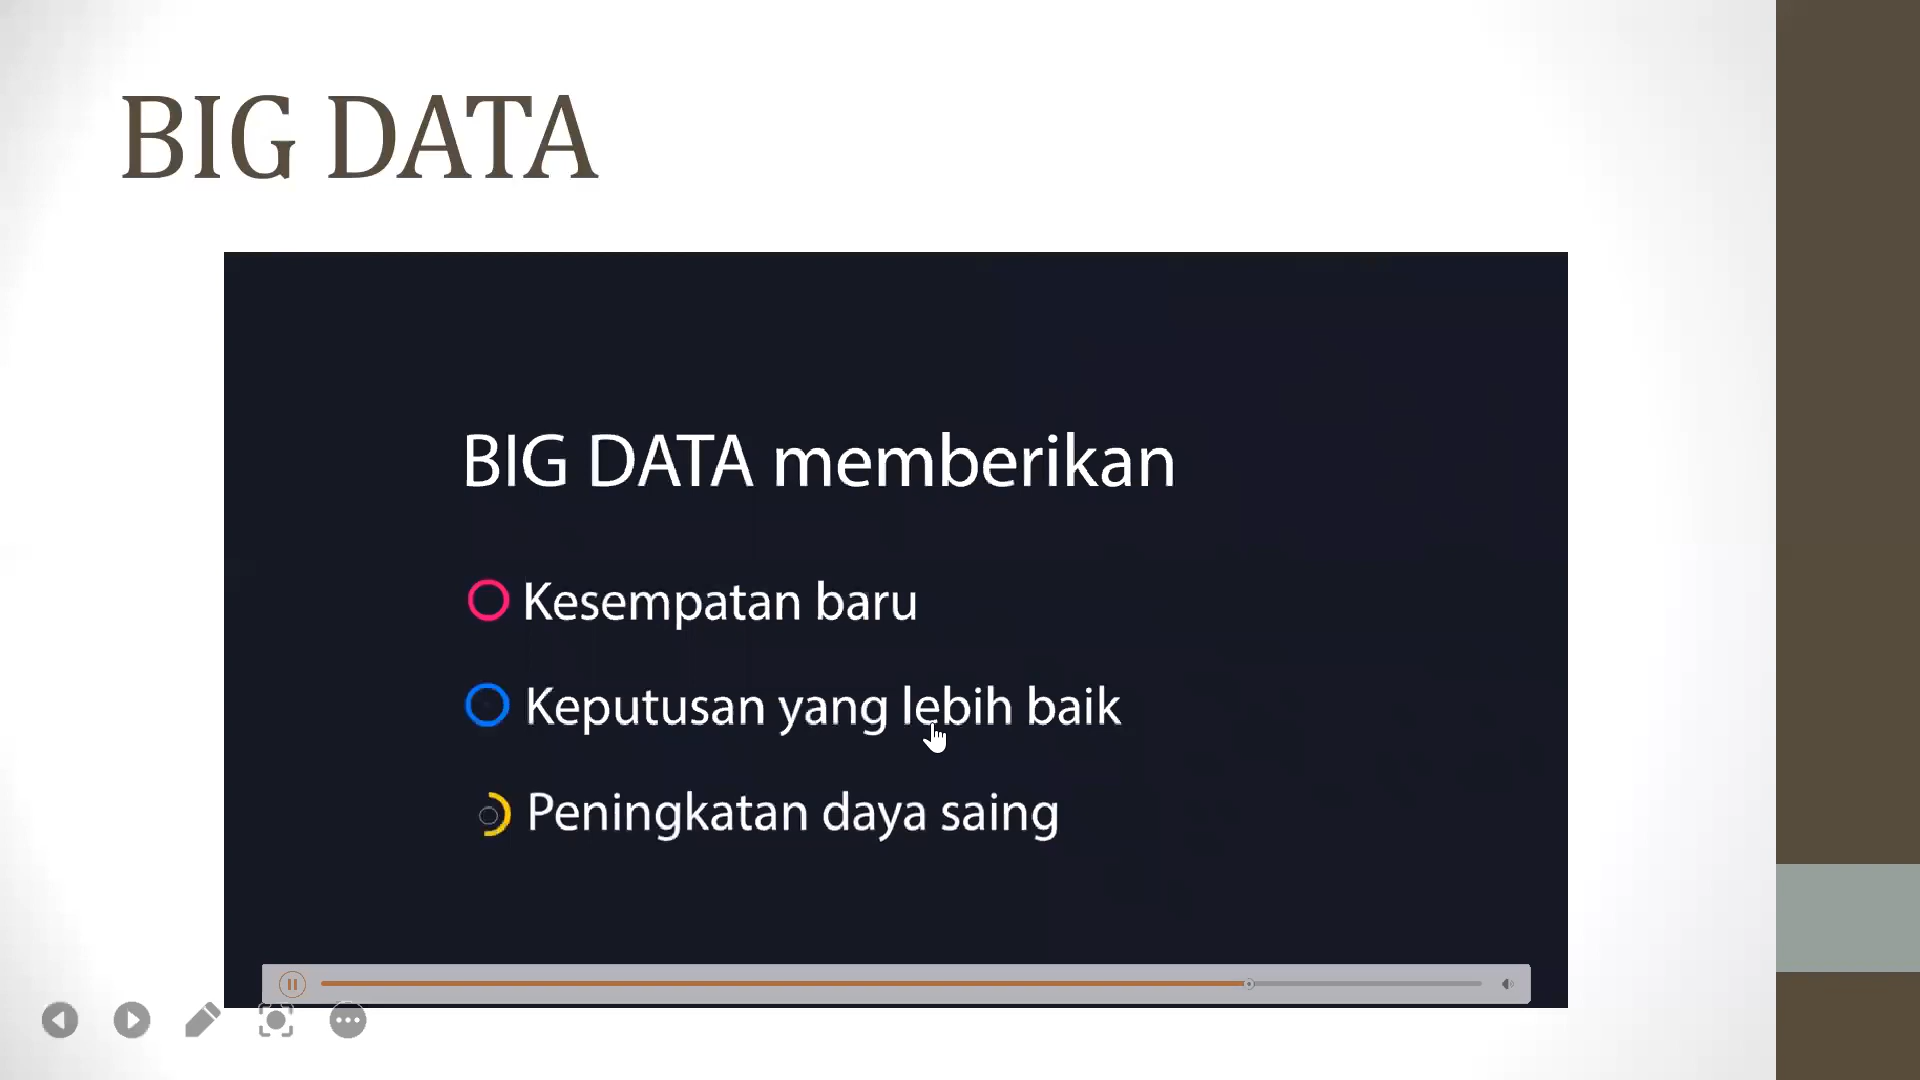 BIG DATA
BIG DATA memberikan
Kesempatan baru
Keputusan yang lebih baik
Peningkatan daya saing